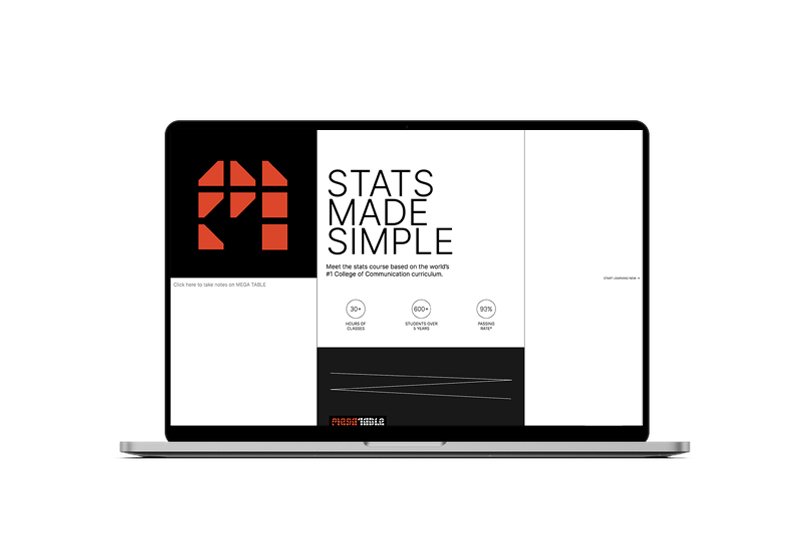 STATS
MADE
SIMPLE
Meet the stats course based on the world's
#1 College of Communication curriculum.
Click here to take notes on MEGA TABLE
START LEARNING NOW →
30+
HOURS OF
CLASSES
600+
STUDENTS OVER
5 YEARS
93%
PASSING
RATE*
MEGATABLE